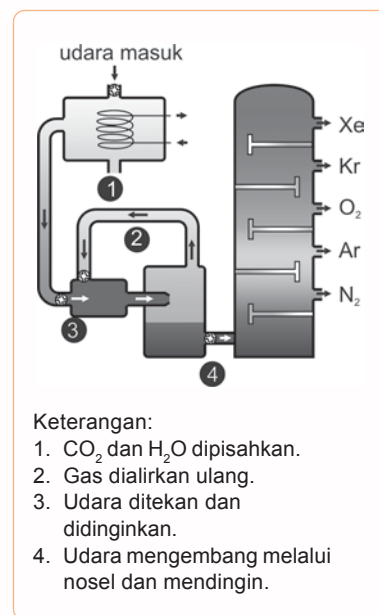 udara masuk
Xe
Kr
O₂
Ar
N₂
1
2
3
4
Keterangan:
1. CO₂ dan H₂O dipisahkan.
2. Gas dialirkan ulang.
3. Udara ditekan dan
didinginkan.
4. Udara mengembang melalui
nosel dan mendingin.